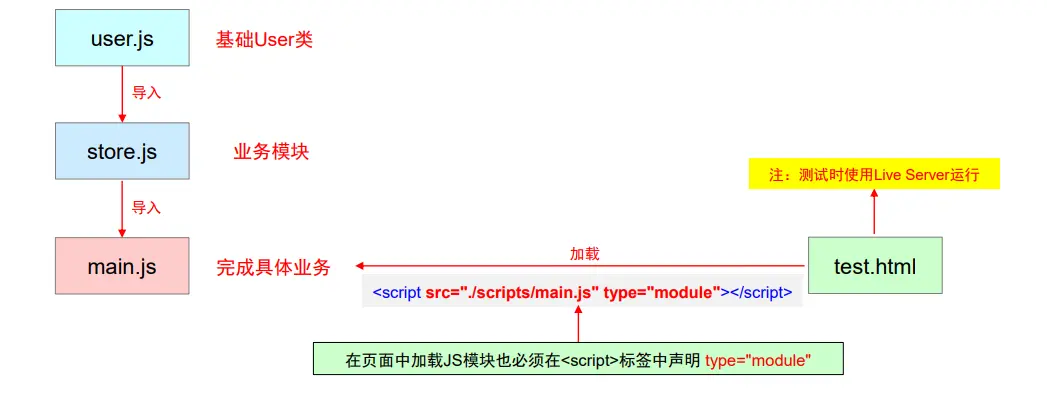 user.js
基础User类
导入
store.js
业务模块
导入
main.js
完成具体业务
注：测试时使用Live Server运行
加载
test.html
<script src="./scripts/main.js" type="module"></script>
在页面中加载JS模块也必须在<script>标签中声明 type="module"